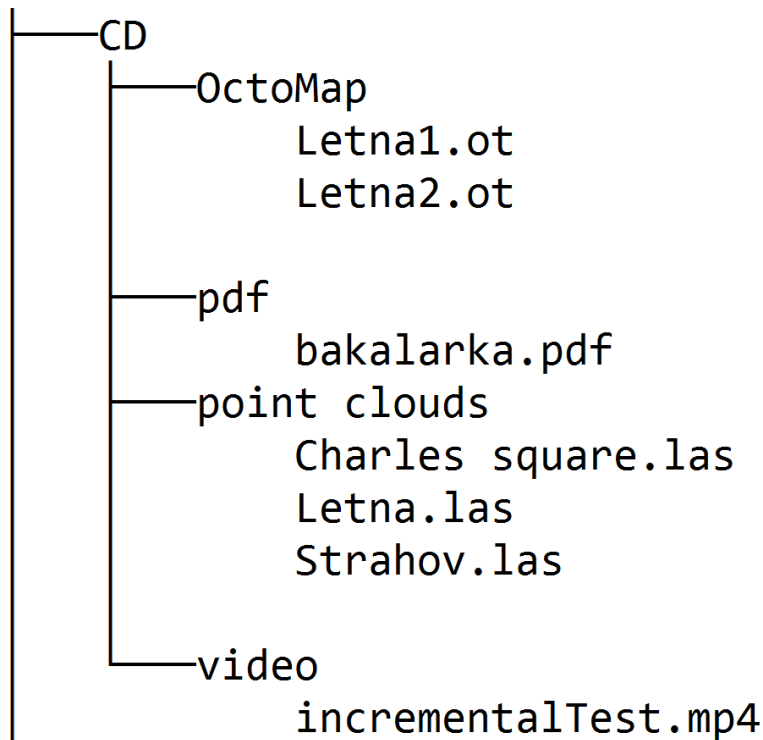 CD
OctoMap
Letna1.ot
Letna2.ot
pdf
bakalarka.pdf
point clouds
Charles square.las
Letna.las
Strahov.las
video
incrementalTest.mp4